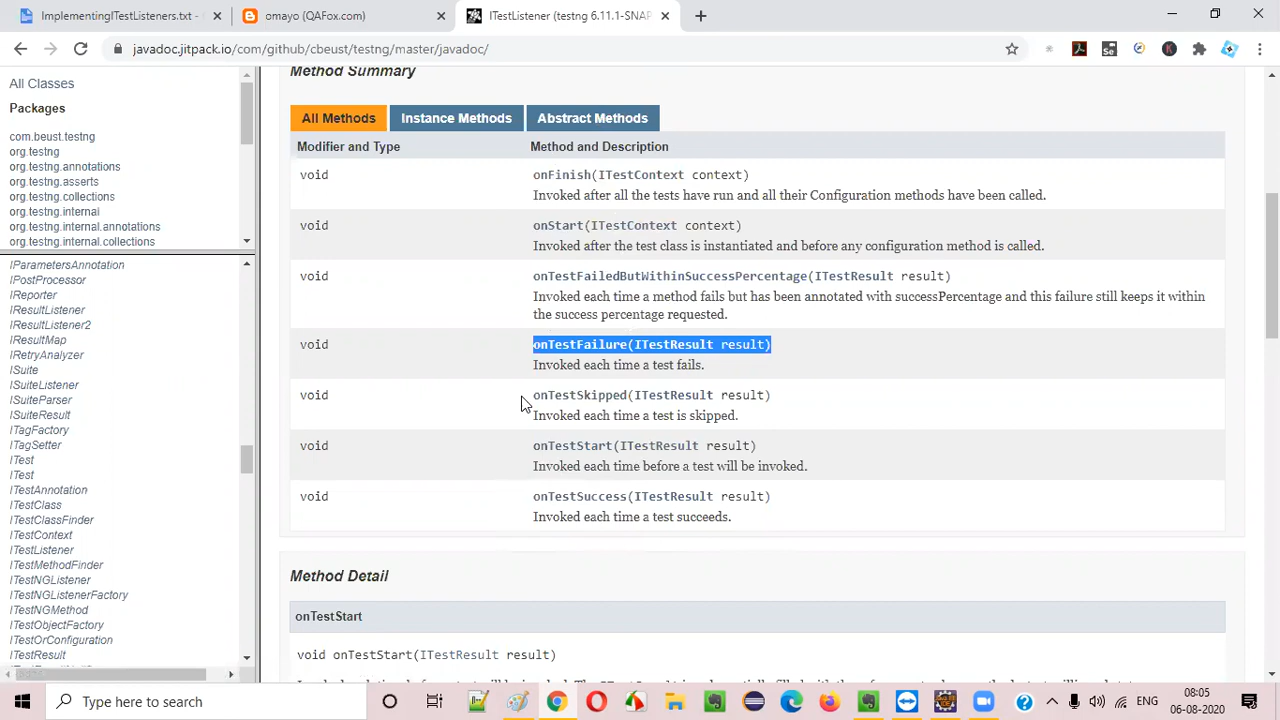 ImplementingITestListeners.txt -
omayo (QAFox.com)
ITestListener (testng 6.11.1-SNAP
javadoc.jitpack.io/com/github/cbeust/testng/master/javadoc/
All Classes
Packages
com.beust.testng
org.testng
org.testng.annotations
org.testng.asserts
org.testng.collections
org.testng.internal
org.testng.internal.annotations
org.testng.internal.collections
IParametersAnnotation
IPostProcessor
IReporter
IResultListener
IResultListener2
IResultMap
IRetryAnalyzer
ISuite
ISuiteListener
ISuiteParser
ISuiteResult
ITagFactory
ITagSetter
ITest
ITest
ITestAnnotation
ITestClass
ITestClassFinder
ITestContext
ITestListener
ITestMethodFinder
ITestNGListener
ITestNGListenerFactory
ITestNGMethod
ITestObjectFactory
ITestOrConfiguration
ITestResult
Method Summary
All Methods Instance Methods Abstract Methods
Modifier and Type Method and Description
void onFinish(ITestContext context)
Invoked after all the tests have run and all their Configuration methods have been called.
void onStart(ITestContext context)
Invoked after the test class is instantiated and before any configuration method is called.
void onTestFailedButWithinSuccessPercentage(ITestResult result)
Invoked each time a method fails but has been annotated with successPercentage and this failure still keeps it within
the success percentage requested.
void onTestFailure(ITestResult result)
Invoked each time a test fails.
void onTestSkipped(ITestResult result)
Invoked each time a test is skipped.
void onTestStart(ITestResult result)
Invoked each time before a test will be invoked.
void onTestSuccess(ITestResult result)
Invoked each time a test succeeds.
Method Detail
onTestStart
void onTestStart(ITestResult result)
Type here to search
ENG
08:05
06-08-2020